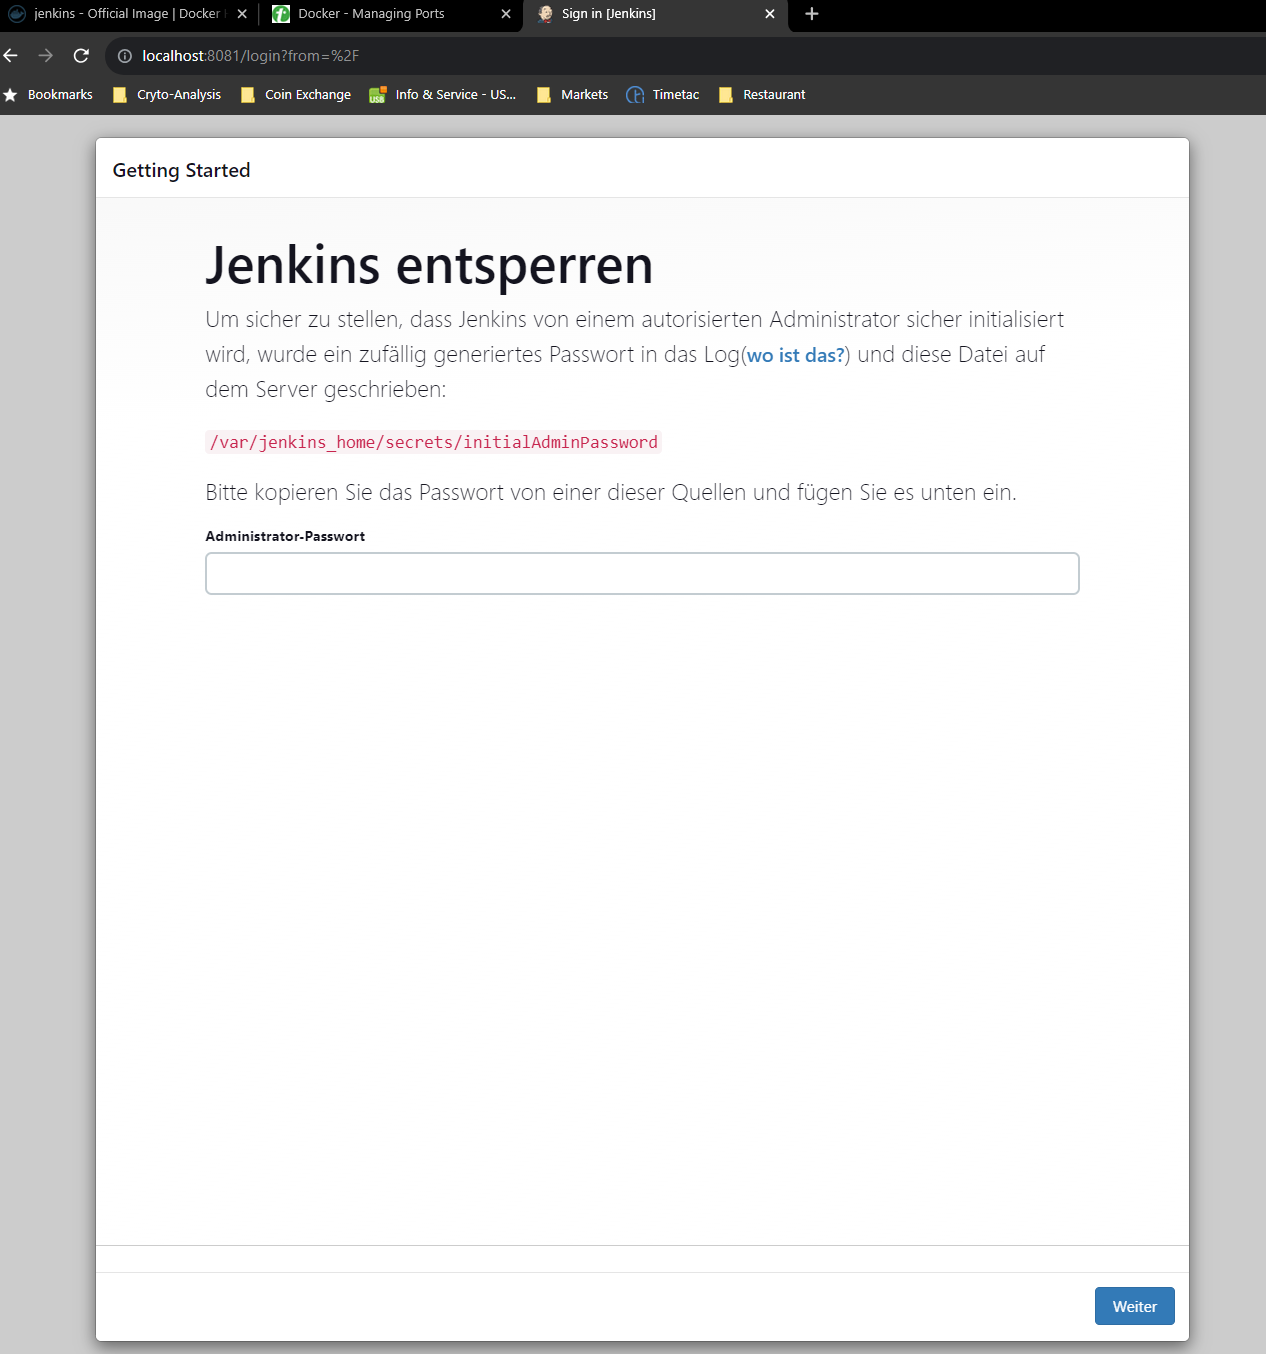 jenkins - Official Image | Docker
Docker - Managing Ports
Sign in [Jenkins]
localhost:8081/login?from=%2F
Bookmarks
Cryto-Analysis
Coin Exchange
USB
Info & Service - US...
Markets
Timetac
Restaurant
Getting Started
Jenkins entsperren
Um sicher zu stellen, dass Jenkins von einem autorisierten Administrator sicher initialisiert
wird, wurde ein zufällig generiertes Passwort in das Log(wo ist das?) und diese Datei auf
dem Server geschrieben:
/var/jenkins_home/secrets/initialAdminPassword
Bitte kopieren Sie das Passwort von einer dieser Quellen und fügen Sie es unten ein.
Administrator-Passwort
Weiter